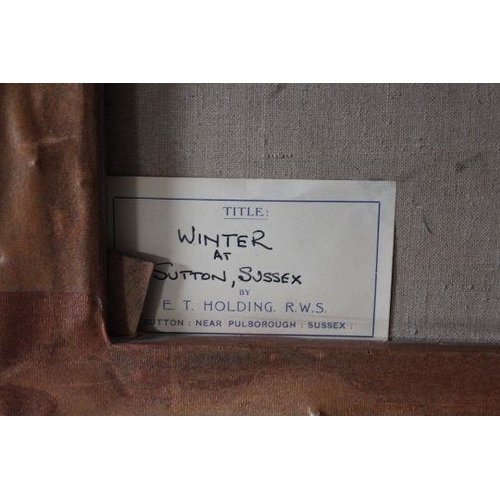 TITLE:
WINTER
AT
SUTTON, SUSSEX
BY
E. T. HOLDING. R.W.S.
SUTTON : NEAR PULBOROUGH : SUSSEX :